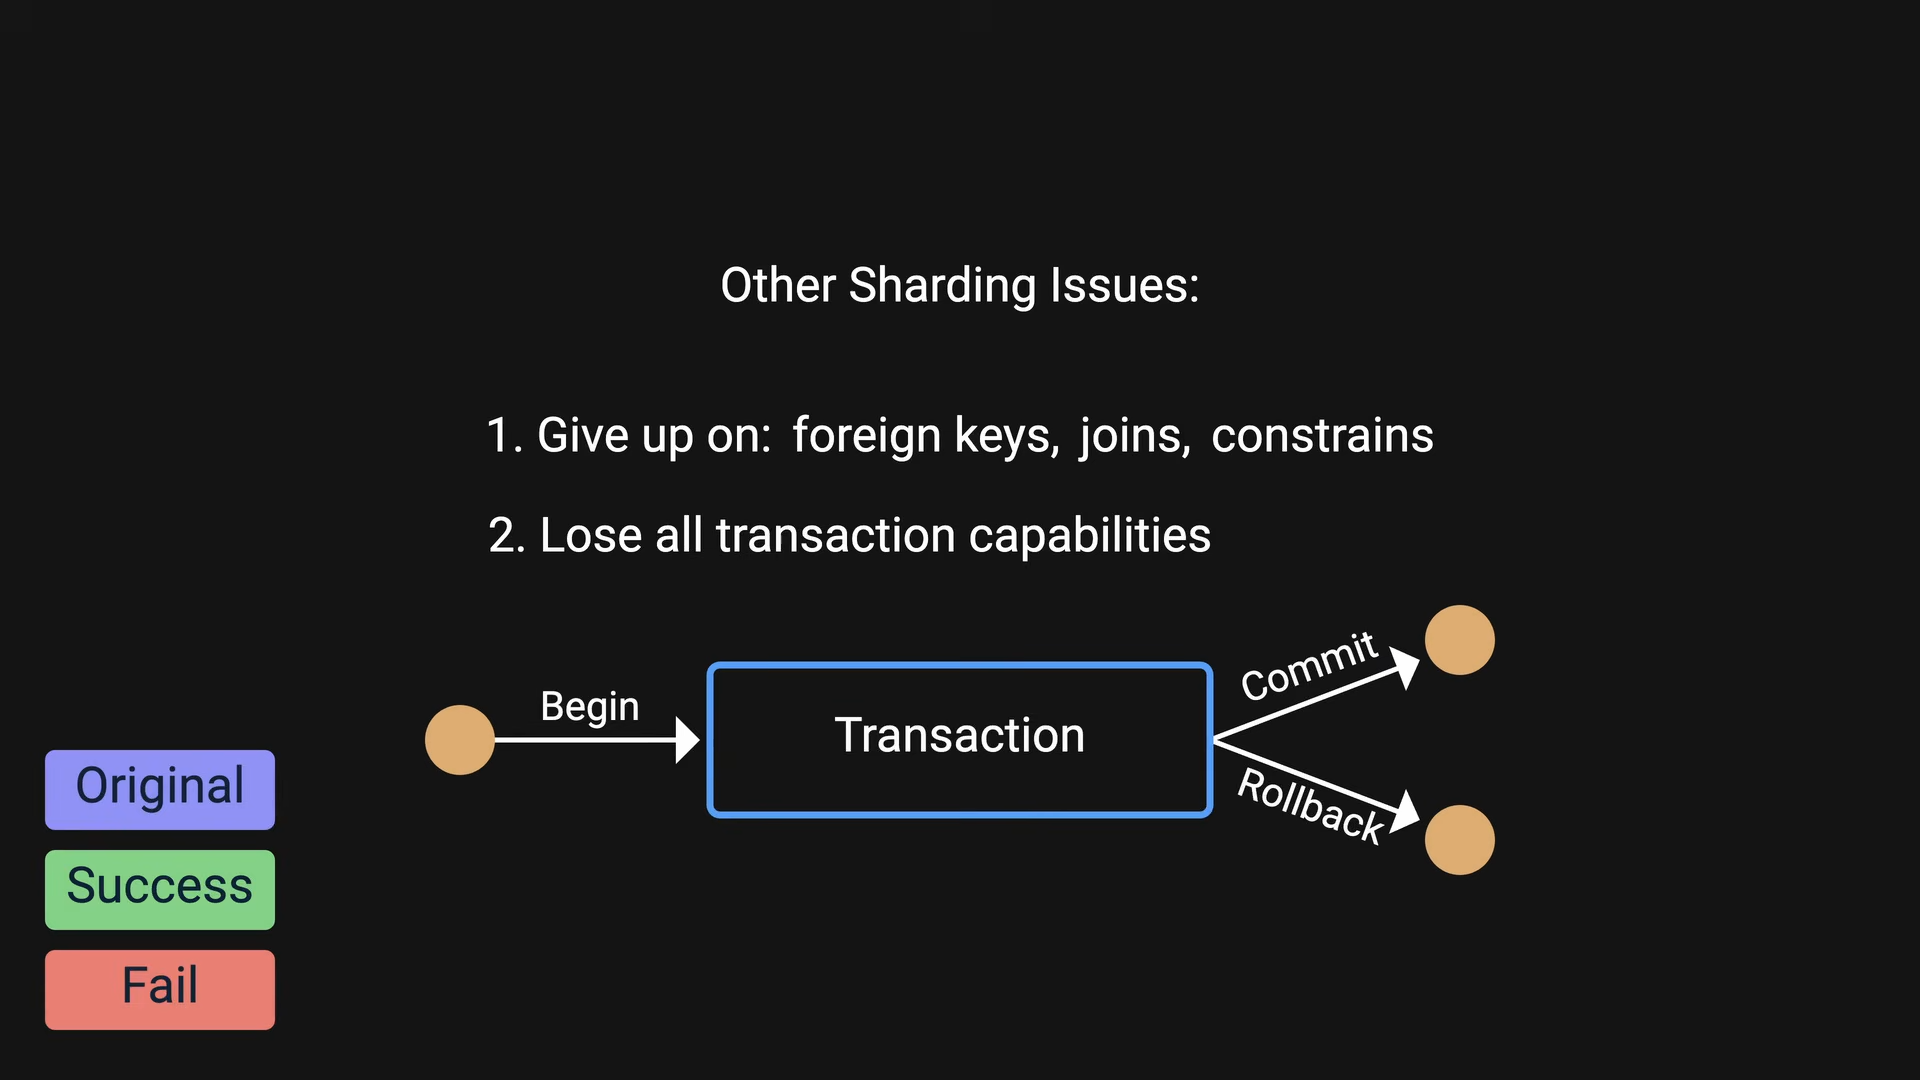 Other Sharding Issues:
1. Give up on: foreign keys, joins, constrains
2. Lose all transaction capabilities
Begin
Transaction
Commit
Rollback
Original
Success
Fail